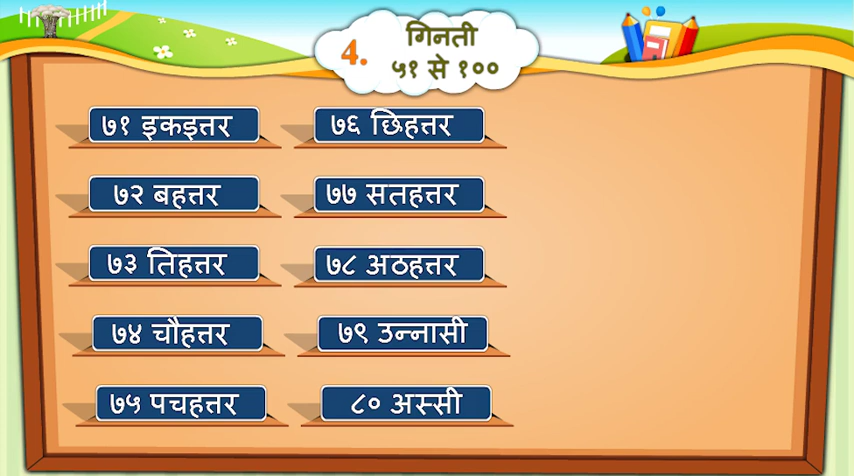 4.
गिनती
५१ से १००
७१ इकहत्तर
७२ बहत्तर
७३ तिहत्तर
७४ चौहत्तर
७५ पचहत्तर
७६ छिहत्तर
७७ सतहत्तर
७८ अठहत्तर
७९ उन्नासी
८० अस्सी